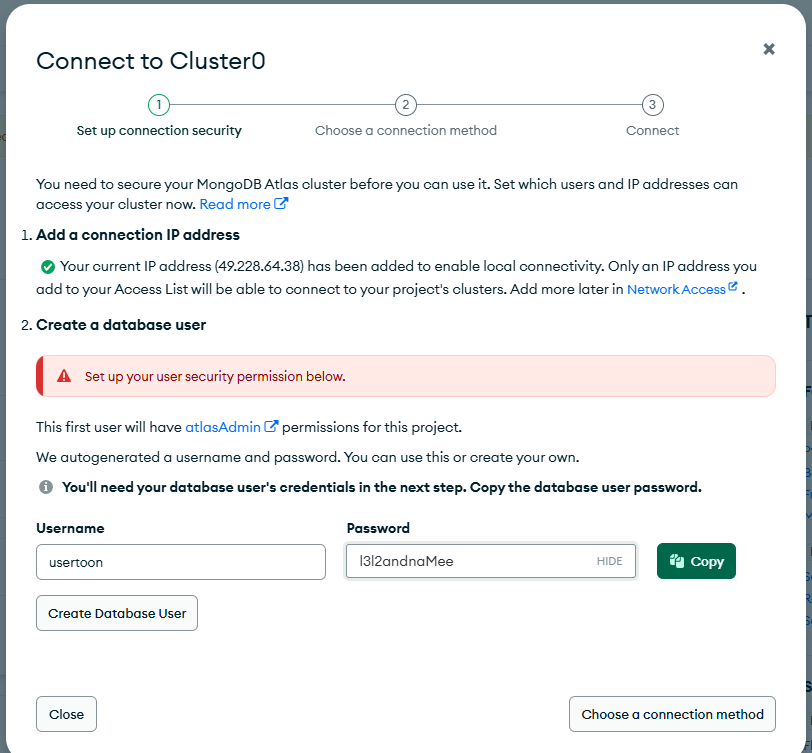 Connect to Cluster0
1
2
3
Set up connection security
Choose a connection method
Connect
You need to secure your MongoDB Atlas cluster before you can use it. Set which users and IP addresses can
access your cluster now. Read more
1. Add a connection IP address
Your current IP address (49.228.64.38) has been added to enable local connectivity. Only an IP address you
add to your Access List will be able to connect to your project's clusters. Add more later in Network Access .
2. Create a database user
Set up your user security permission below.
This first user will have atlasAdmin permissions for this project.
We autogenerated a username and password. You can use this or create your own.
You'll need your database user's credentials in the next step. Copy the database user password.
Username
Password
usertoon
l3l2andnaMee
HIDE
Copy
Create Database User
Close
Choose a connection method